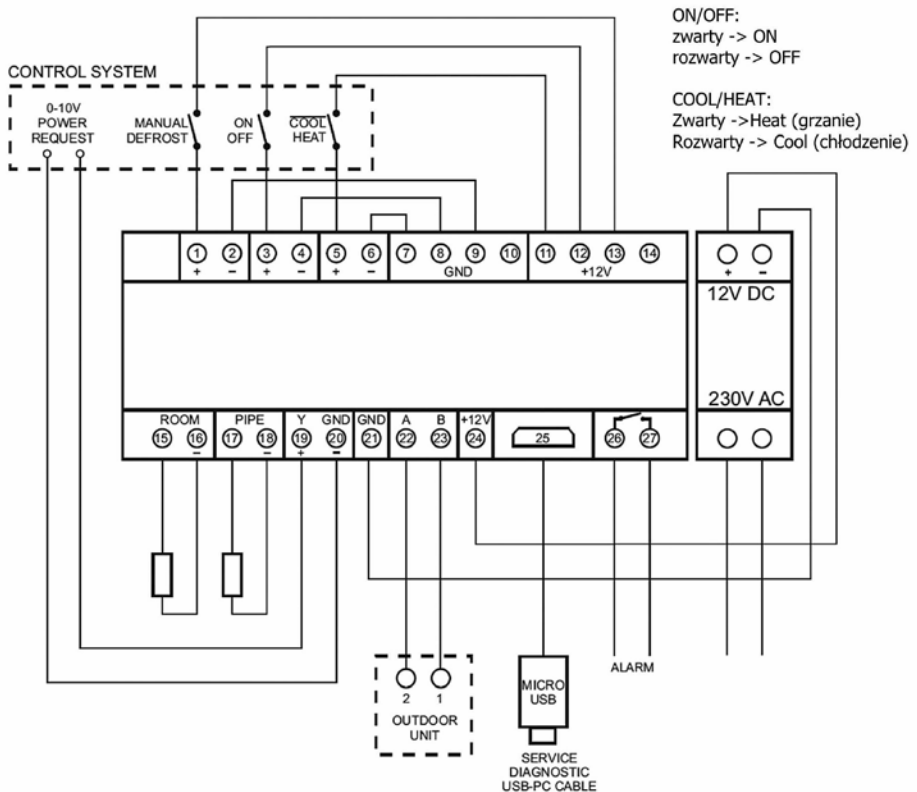 ON/OFF:
zwarty -> ON
rozwarty -> OFF
COOL/HEAT:
Zwarty ->Heat (grzanie)
Rozwarty -> Cool (chłodzenie)
CONTROL SYSTEM
0-10V
POWER
REQUEST
MANUAL
DEFROST
ON
OFF
COOL
HEAT
1 2 3 4 5 6 7 8 9 10 11 12 13 14
+ − + − + − GND +12V
+ −
12V DC
230V AC
ROOM PIPE Y GND GND A B +12V
15 16 17 18 19 20 21 22 23 24 25 26 27
− − + −
ALARM
2 1
OUTDOOR
UNIT
MICRO
USB
SERVICE
DIAGNOSTIC
USB-PC CABLE